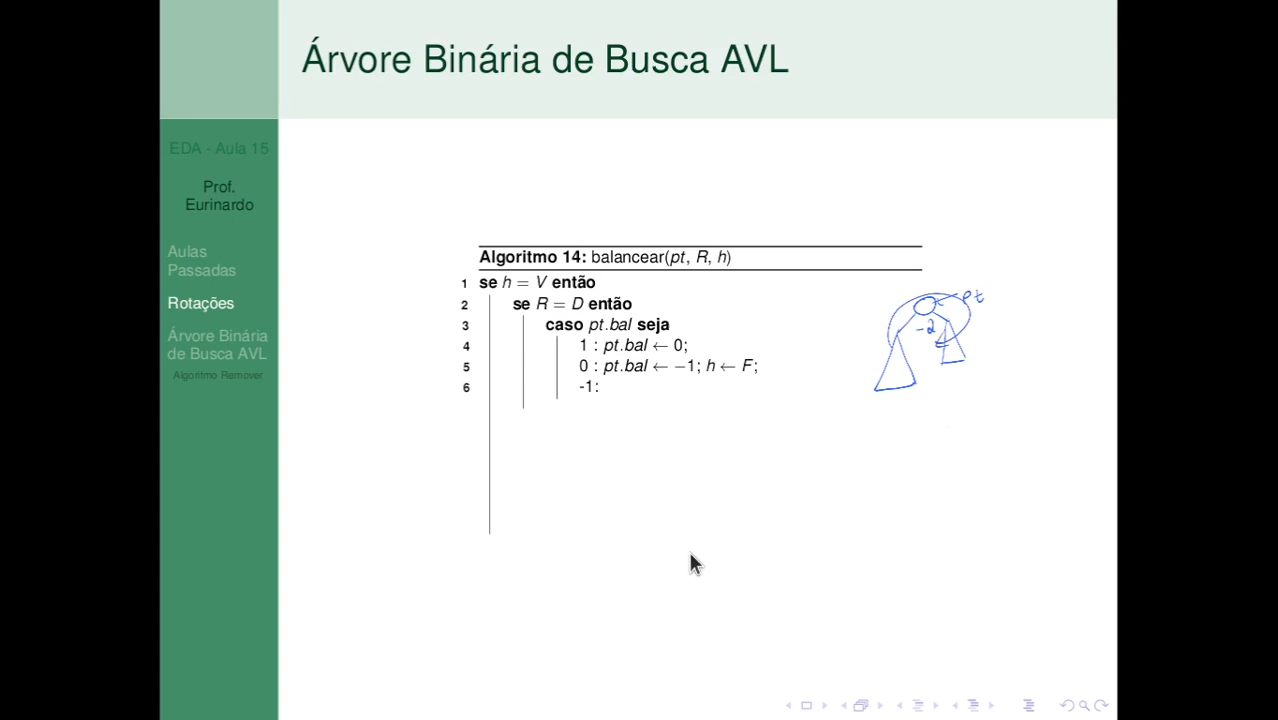 Árvore Binária de Busca AVL
EDA - Aula 15
Prof.
Eurinardo
Aulas
Passadas
Rotações
Árvore Binária
de Busca AVL
Algoritmo Remover
Algoritmo 14: balancear(pt, R, h)
1 se h = V então
2 se R = D então
3 caso pt.bal seja
4 1 : pt.bal ← 0;
5 0 : pt.bal ← −1; h ← F;
6 -1:
pt
-2